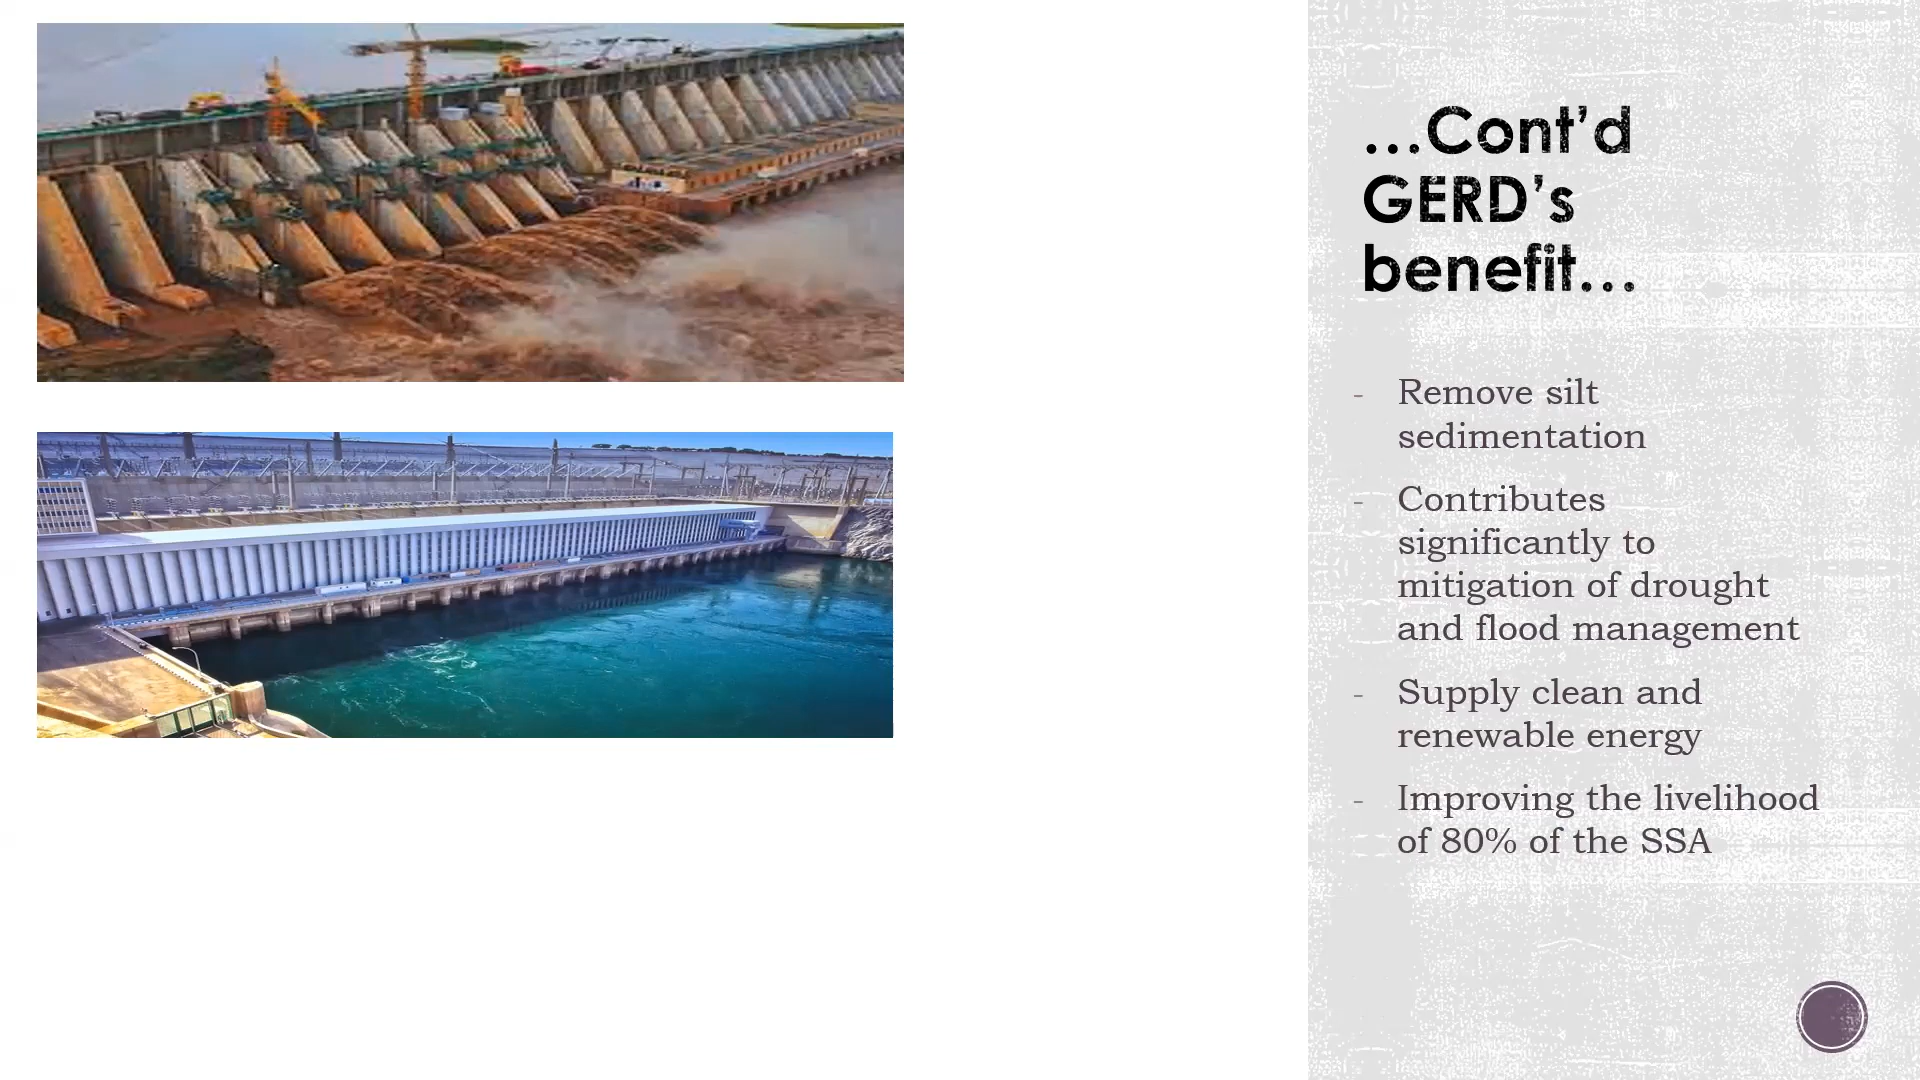 …Cont’d
GERD’s
benefit…
- Remove silt
sedimentation
- Contributes
significantly to
mitigation of drought
and flood management
- Supply clean and
renewable energy
- Improving the livelihood
of 80% of the SSA